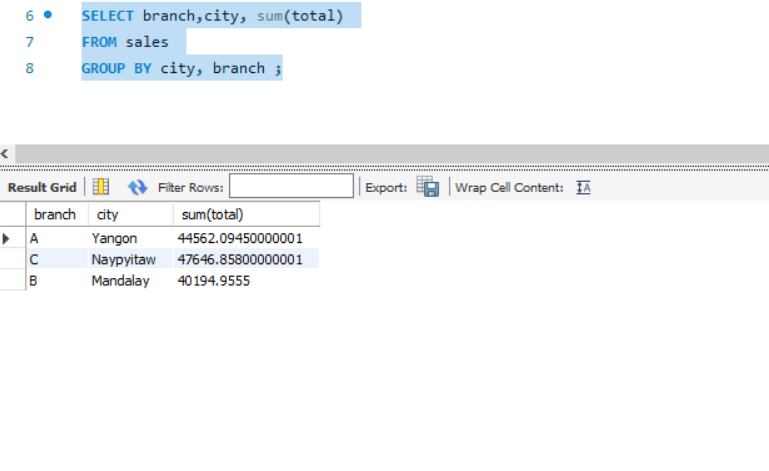 6 SELECT branch,city, sum(total)
7 FROM sales
8 GROUP BY city, branch ;
Result Grid Filter Rows: Export: Wrap Cell Content: IA
branch city sum(total)
A Yangon 44562.09450000001
C Naypyitaw 47646.85800000001
B Mandalay 40194.9555